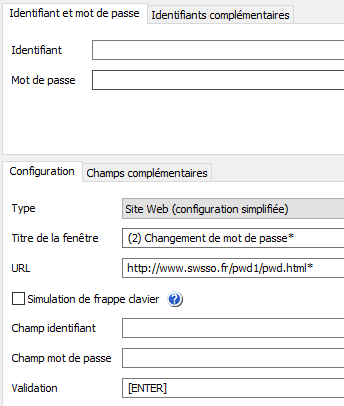 Identifiant et mot de passe
Identifiants complémentaires
Identifiant
Mot de passe
Configuration
Champs complémentaires
Type
Site Web (configuration simplifiée)
Titre de la fenêtre
(2) Changement de mot de passe*
URL
http://www.swsso.fr/pwd1/pwd.html*
Simulation de frappe clavier
?
Champ identifiant
Champ mot de passe
Validation
[ENTER]